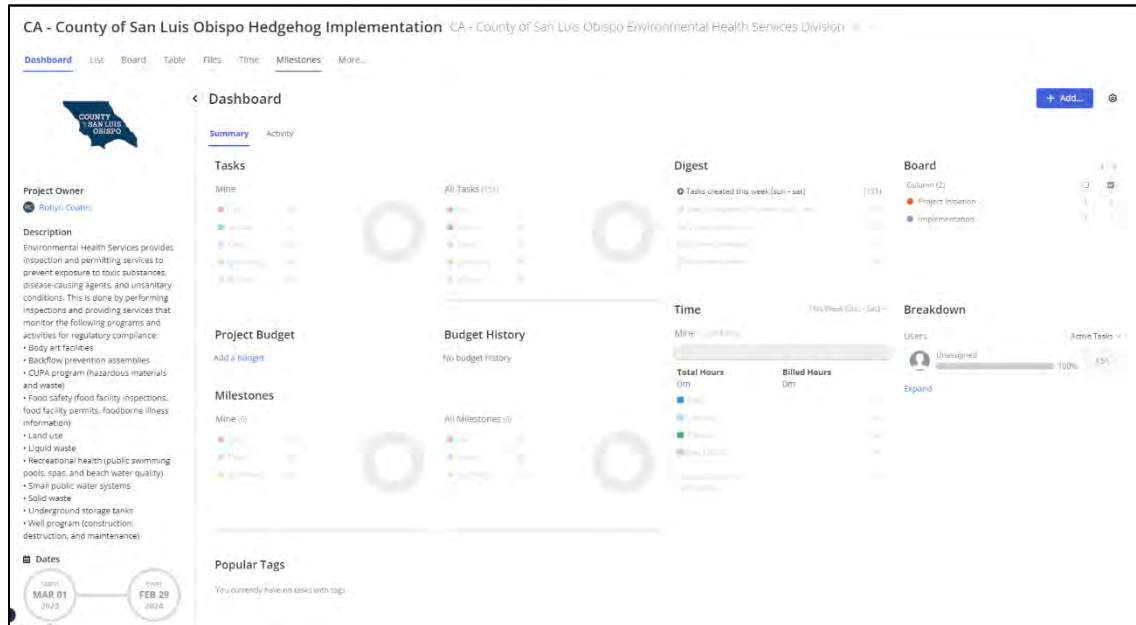 CA - County of San Luis Obispo Hedgehog Implementation CA - County of San Luis Obispo Environmental Health Services Division
Dashboard List Board Table Files Time Milestones More...
COUNTY
OF SAN LUIS
OBISPO
Project Owner
Robyn Coates
Description
Environmental Health Services provides
inspection and permitting services to
prevent exposure to toxic substances,
disease-causing agents, and unsanitary
conditions. This is done by performing
inspections and providing services that
monitor the following programs and
activities for regulatory compliance:
• Body art facilities
• Backflow prevention assemblies
• CUPA program (hazardous materials
and waste)
• Food safety (food facility inspections,
food facility permits, foodborne illness
information)
• Land use
• Liquid waste
• Recreational health (public swimming
pools, spas, and beach water quality)
• Small public water systems
• Solid waste
• Underground storage tanks
• Well program (construction,
destruction, and maintenance)
Dates
MAR 01
2023
FEB 29
2024
< Dashboard
+ Add...
Summary Activity
Tasks
Mine
All Tasks (151)
Project Budget
Add a budget
Budget History
No budget history
Milestones
Mine (6)
All Milestones (6)
Popular Tags
You currently have no tasks with tags
Digest
Tasks created this week (sun - sat) (151)
Time
This Week (Sun - Sat)
Mine
Total Hours Billed Hours
0m 0m
Board
Column (2)
Project Initiation
Implementation
Breakdown
Users Active Tasks
Unassigned
100% 151
Expand